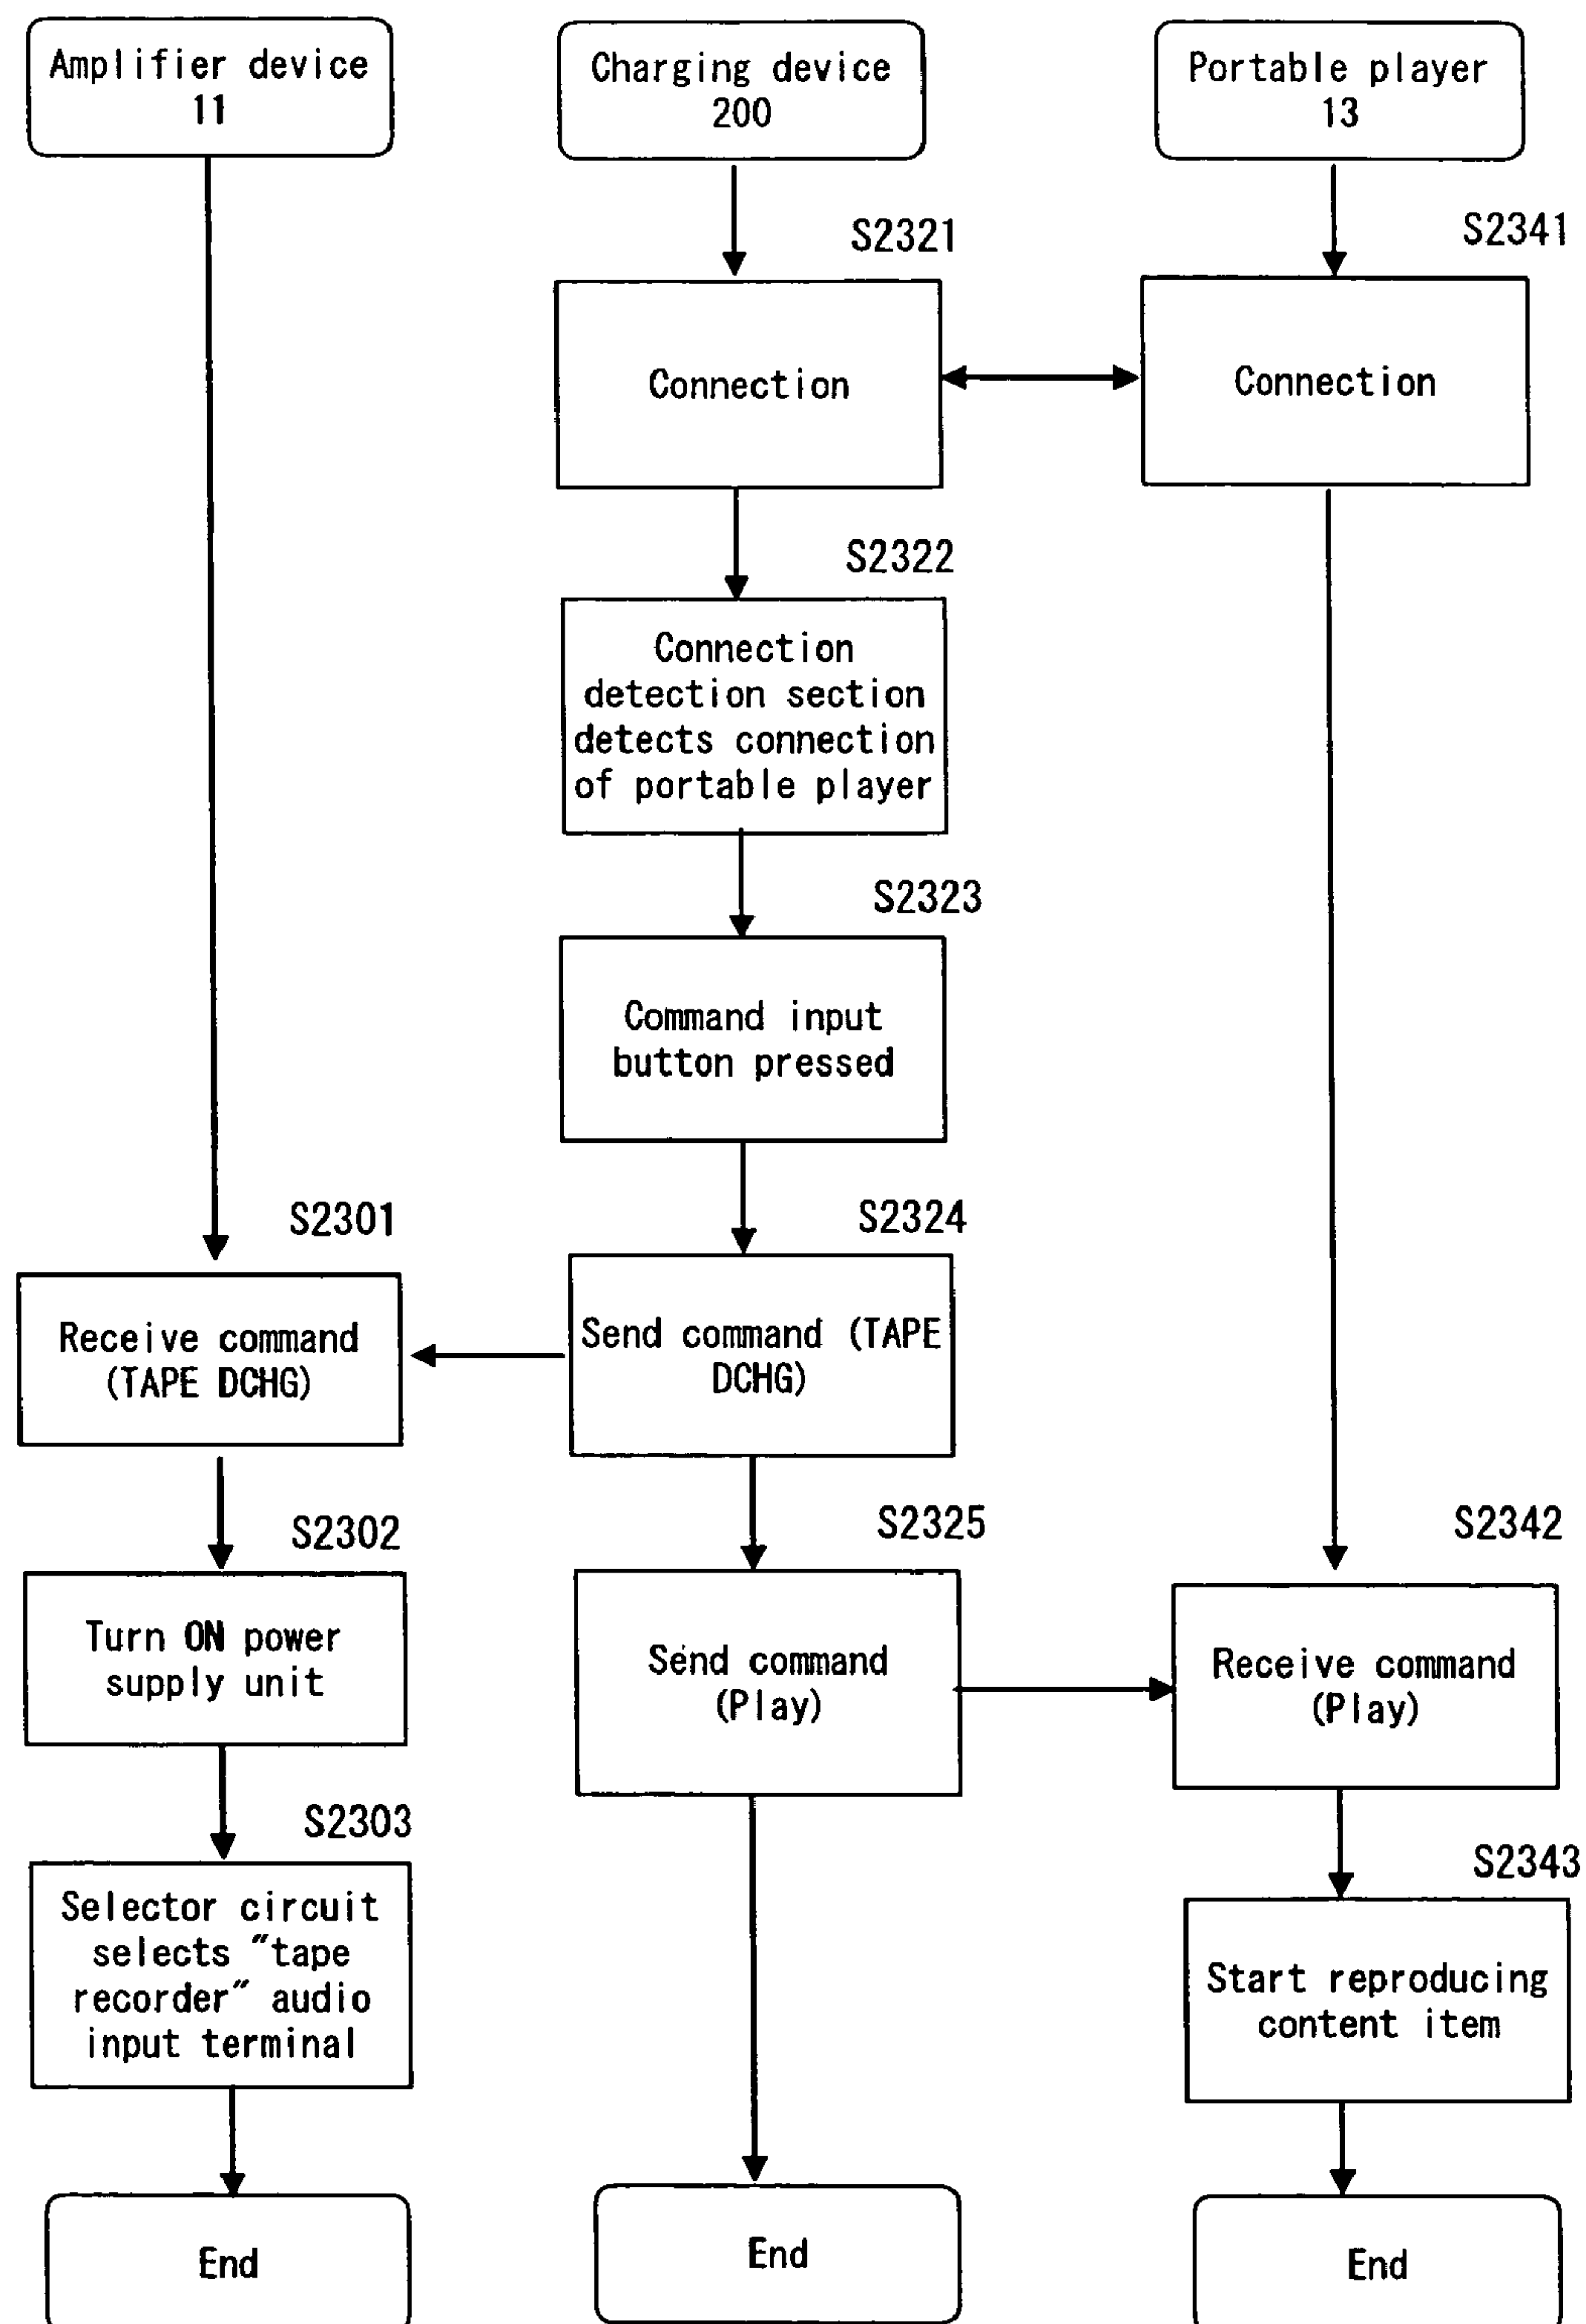 Amplifier device
11
Charging device
200
Portable player
13
S2321
S2341
Connection
Connection
S2322
Connection
detection section
detects connection
of portable player
S2323
Command input
button pressed
S2301
S2324
Receive command
(TAPE DCHG)
Send command (TAPE
DCHG)
S2302
S2325
S2342
Turn ON power
supply unit
Send command
(Play)
Receive command
(Play)
S2303
S2343
Selector circuit
selects "tape
recorder" audio
input terminal
Start reproducing
content item
End
End
End